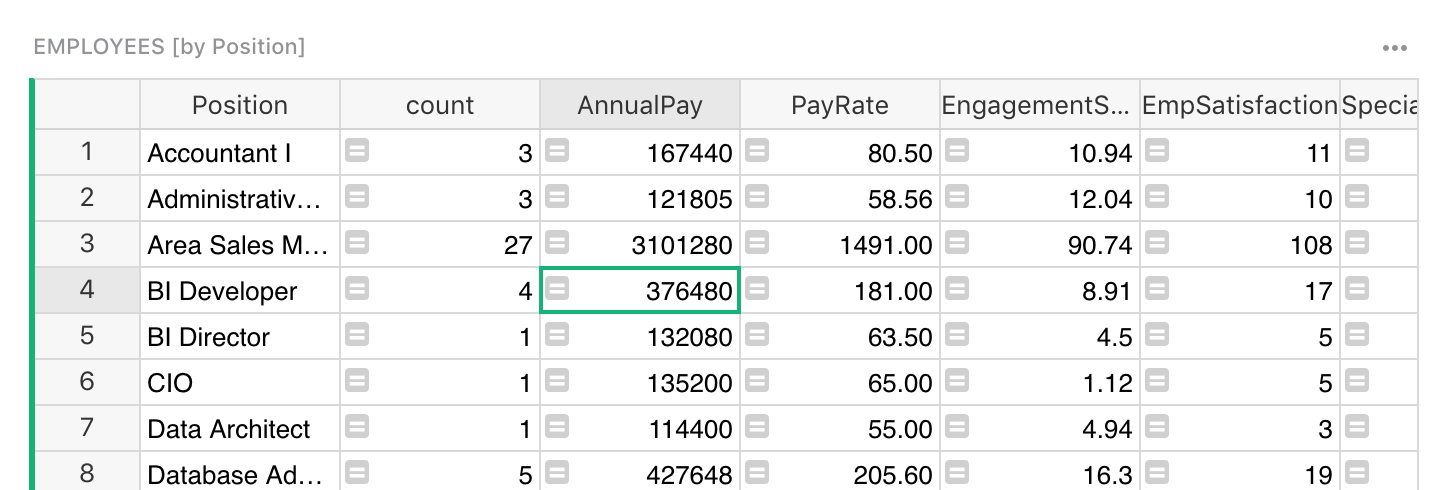 EMPLOYEES [by Position]
Position count AnnualPay PayRate EngagementS... EmpSatisfaction Specia
1 Accountant I 3 167440 80.50 10.94 11
2 Administrativ... 3 121805 58.56 12.04 10
3 Area Sales M... 27 3101280 1491.00 90.74 108
4 BI Developer 4 376480 181.00 8.91 17
5 BI Director 1 132080 63.50 4.5 5
6 CIO 1 135200 65.00 1.12 5
7 Data Architect 1 114400 55.00 4.94 3
8 Database Ad... 5 427648 205.60 16.3 19